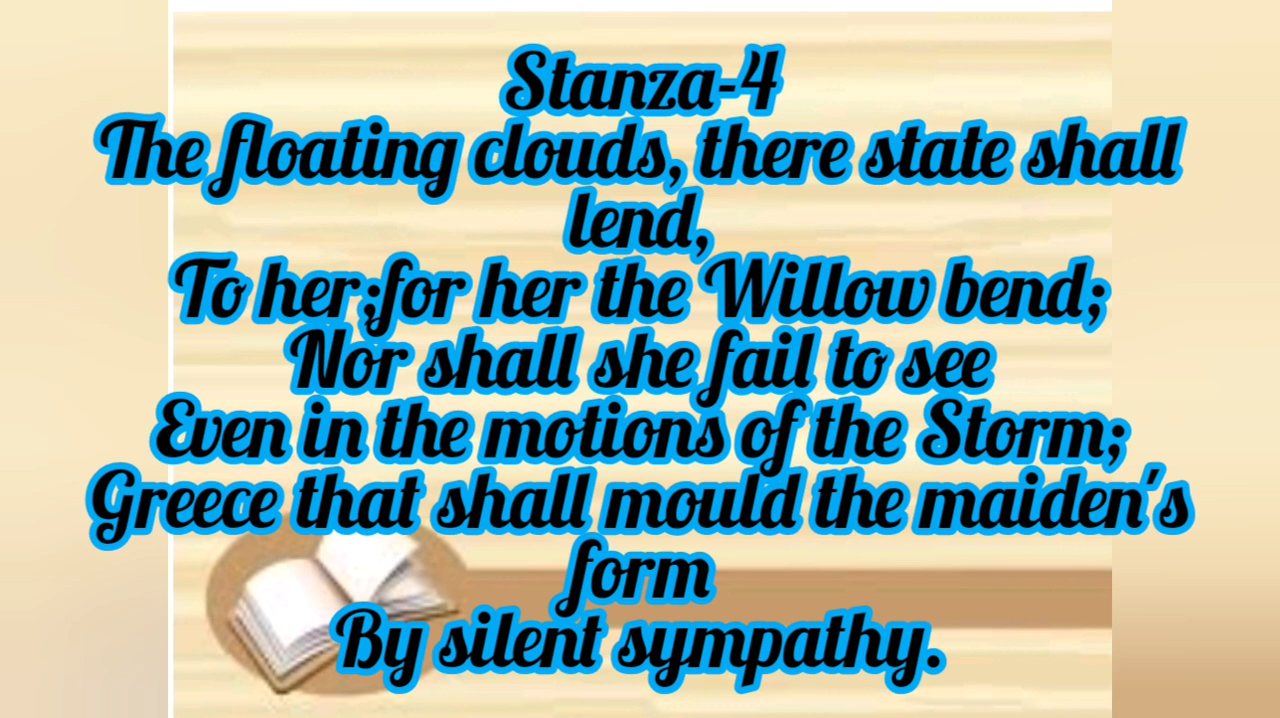 Stanza-4
The floating clouds, there state shall
lend,
To her;for her the Willow bend;
Nor shall she fail to see
Even in the motions of the Storm;
Greece that shall mould the maiden's
form
By silent sympathy.